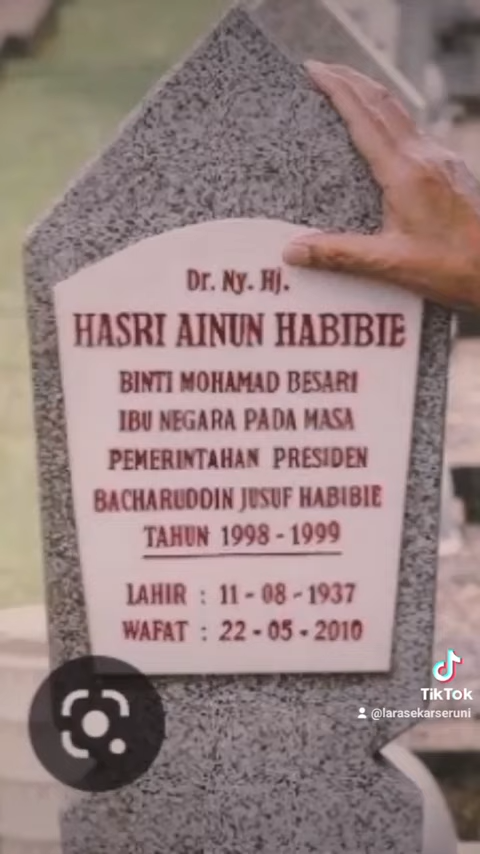 Dr. Ny. Hj.
HASRI AINUN HABIBIE
BINTI MOHAMAD BESARI
IBU NEGARA PADA MASA
PEMERINTAHAN PRESIDEN
BACHARUDDIN JUSUF HABIBIE
TAHUN 1998 - 1999
LAHIR : 11 - 08 - 1937
WAFAT : 22 - 05 - 2010
TikTok
@larasekarseruni